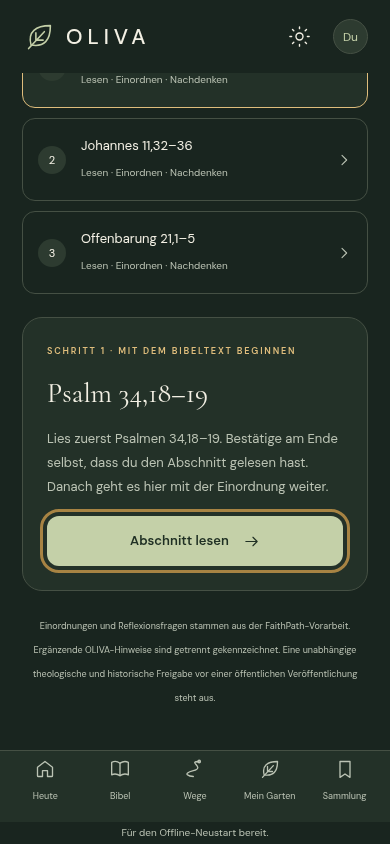 OLIVA
Du
Lesen · Einordnen · Nachdenken
2
Johannes 11,32–36
Lesen · Einordnen · Nachdenken
3
Offenbarung 21,1–5
Lesen · Einordnen · Nachdenken
SCHRITT 1 · MIT DEM BIBELTEXT BEGINNEN
Psalm 34,18–19
Lies zuerst Psalmen 34,18–19. Bestätige am Ende
selbst, dass du den Abschnitt gelesen hast.
Danach geht es hier mit der Einordnung weiter.
Abschnitt lesen →
Einordnungen und Reflexionsfragen stammen aus der FaithPath-Vorarbeit.
Ergänzende OLIVA-Hinweise sind getrennt gekennzeichnet. Eine unabhängige
theologische und historische Freigabe vor einer öffentlichen Veröffentlichung
steht aus.
Heute
Bibel
Wege
Mein Garten
Sammlung
Für den Offline-Neustart bereit.